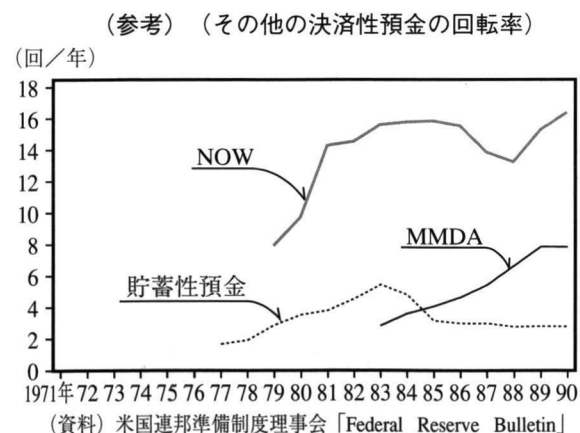 （参考）（その他の決済性預金の回転率）
（回／年）
18
16
14
12
10
8
6
4
2
0
NOW
MMDA
貯蓄性預金
1971年 72 73 74 75 76 77 78 79 80 81 82 83 84 85 86 87 88 89 90
（資料）米国連邦準備制度理事会「Federal Reserve Bulletin」